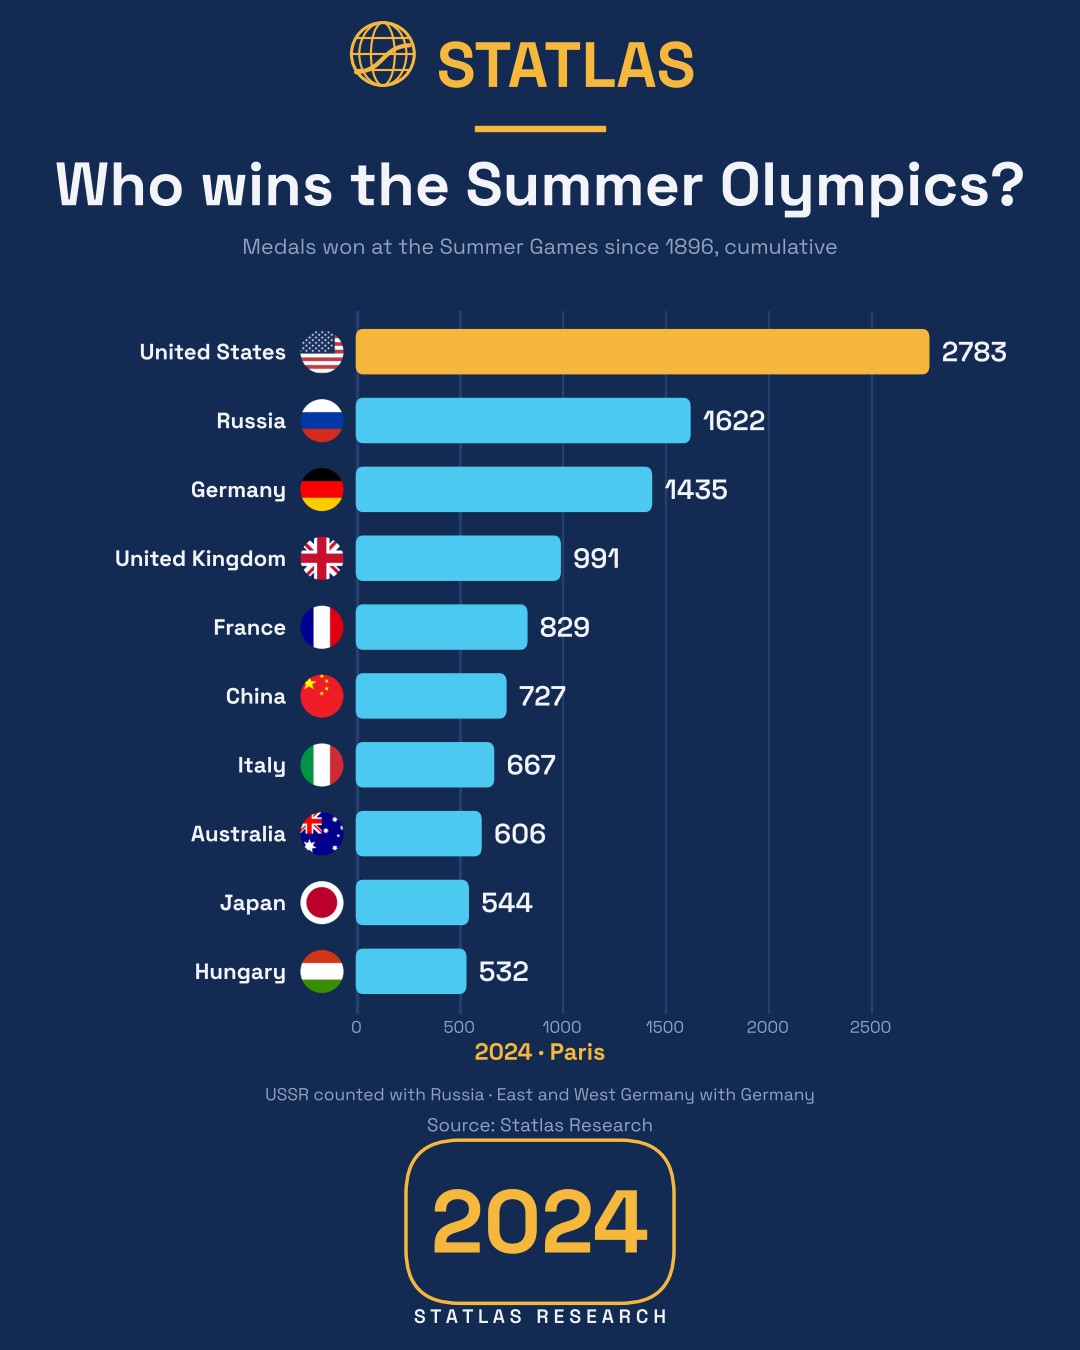 STATLAS
Who wins the Summer Olympics?
Medals won at the Summer Games since 1896, cumulative
United States 2783
Russia 1622
Germany 1435
United Kingdom 991
France 829
China 727
Italy 667
Australia 606
Japan 544
Hungary 532
0 500 1000 1500 2000 2500
2024 · Paris
USSR counted with Russia · East and West Germany with Germany
Source: Statlas Research
2024
STATLAS RESEARCH